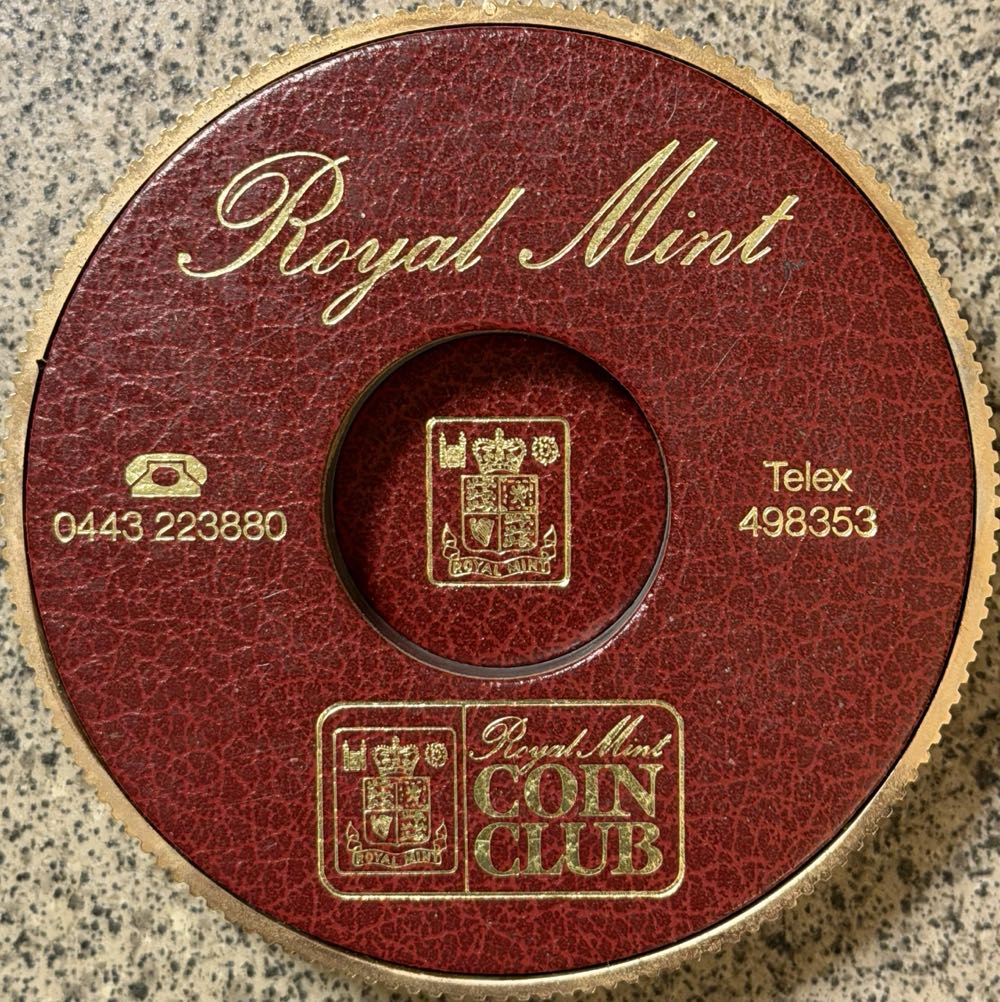 Royal Mint
0443 223880
ROYAL MINT
Telex
498353
ROYAL MINT
Royal Mint
COIN
CLUB